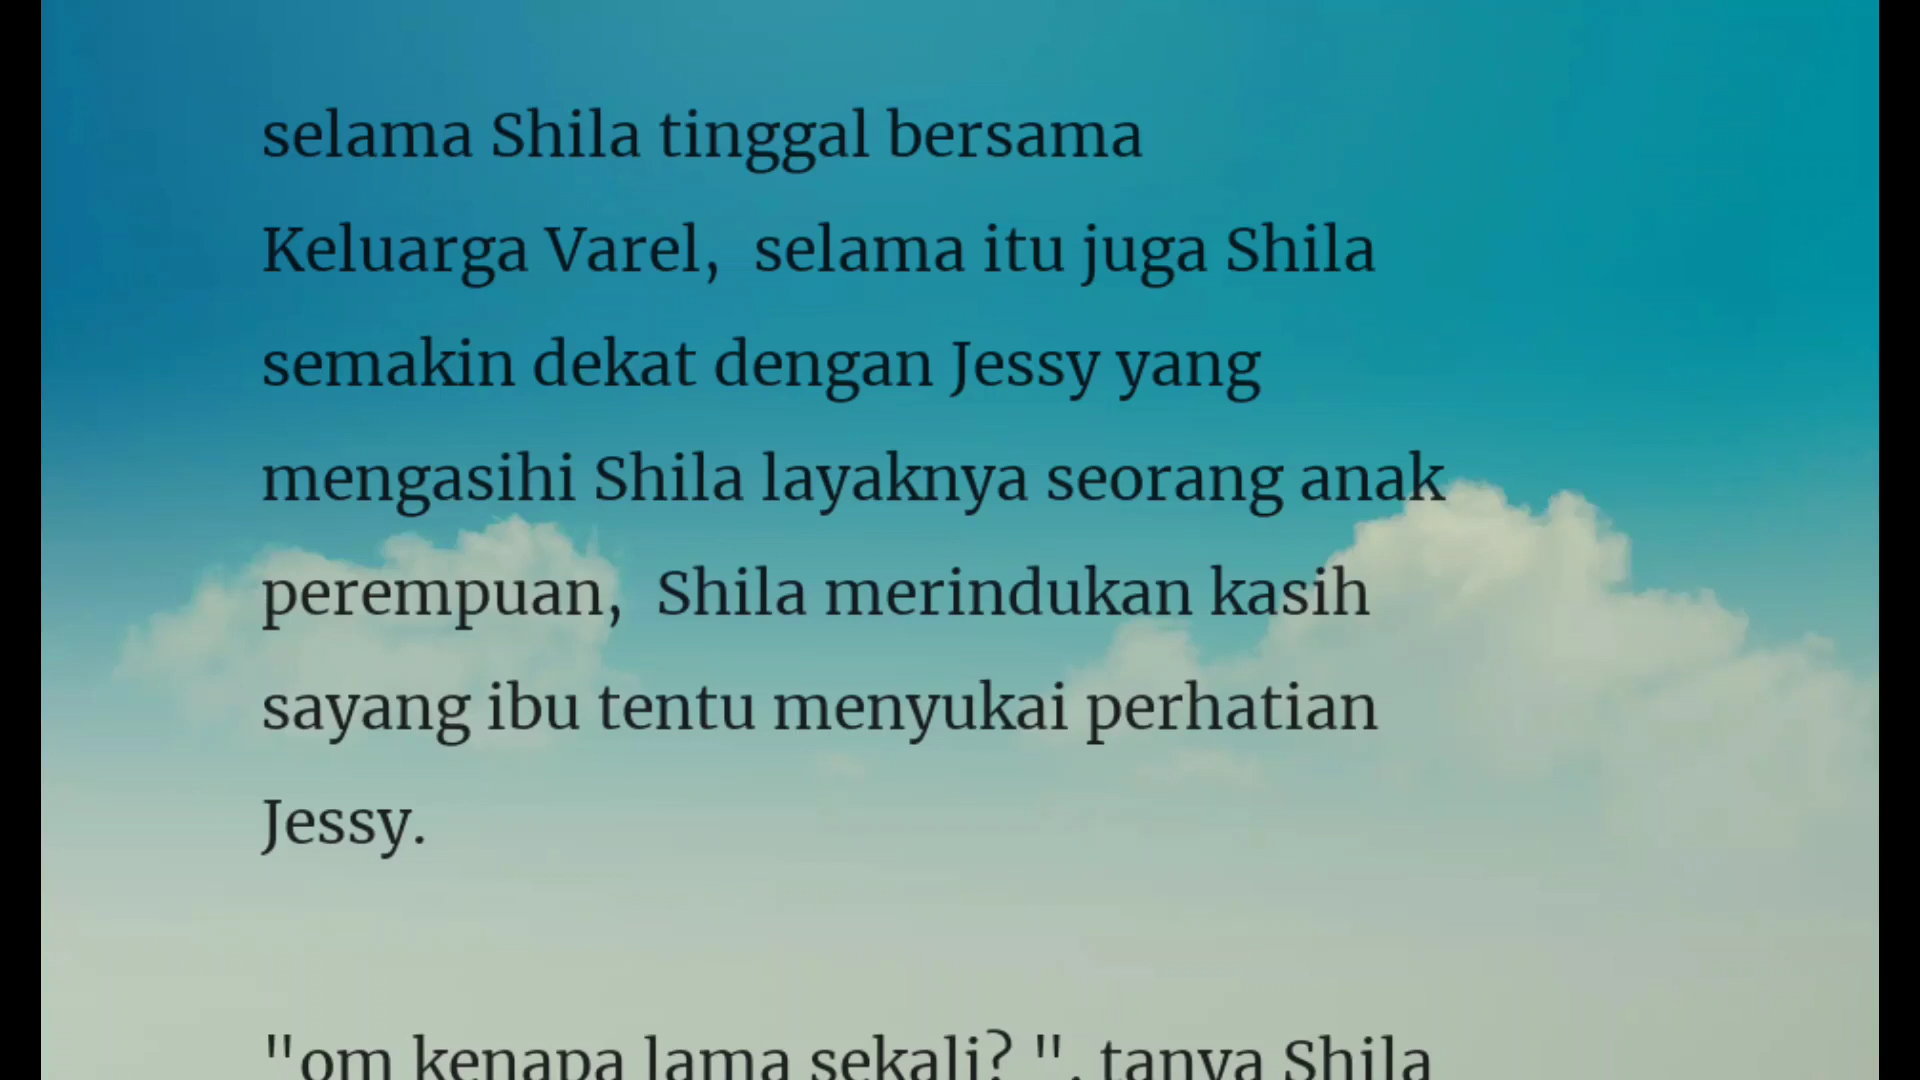 selama Shila tinggal bersama
Keluarga Varel,  selama itu juga Shila
semakin dekat dengan Jessy yang
mengasihi Shila layaknya seorang anak
perempuan,  Shila merindukan kasih
sayang ibu tentu menyukai perhatian
Jessy.
"om kenapa lama sekali? ", tanya Shila